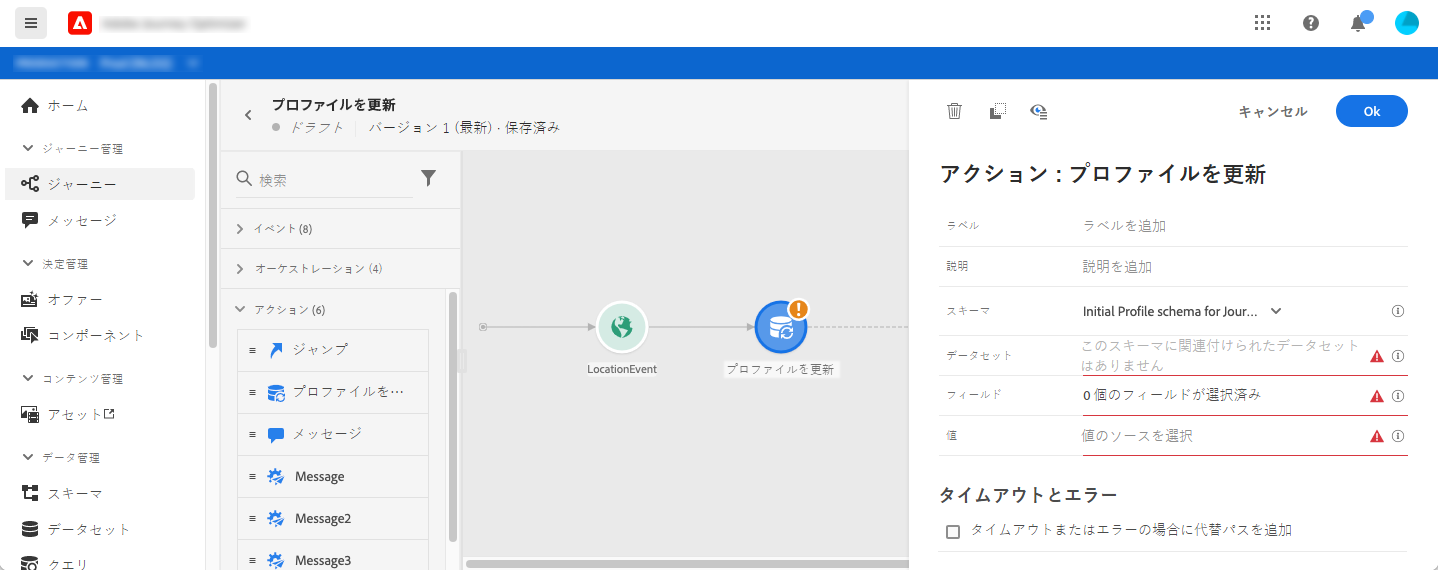 ホーム
ジャーニー管理
ジャーニー
メッセージ
決定管理
オファー
コンポーネント
コンテンツ管理
アセット
データ管理
スキーマ
データセット
クエリ
プロファイルを更新
ドラフト
バージョン 1 (最新) · 保存済み
検索
イベント (8)
オーケストレーション (4)
アクション (6)
ジャンプ
プロファイルを…
メッセージ
Message
Message2
Message3
LocationEvent
プロファイルを更新
キャンセル
Ok
アクション : プロファイルを更新
ラベル
ラベルを追加
説明
説明を追加
スキーマ
Initial Profile schema for Jour...
データセット
このスキーマに関連付けられたデータセット
はありません
フィールド
0 個のフィールドが選択済み
値
値のソースを選択
タイムアウトとエラー
タイムアウトまたはエラーの場合に代替パスを追加